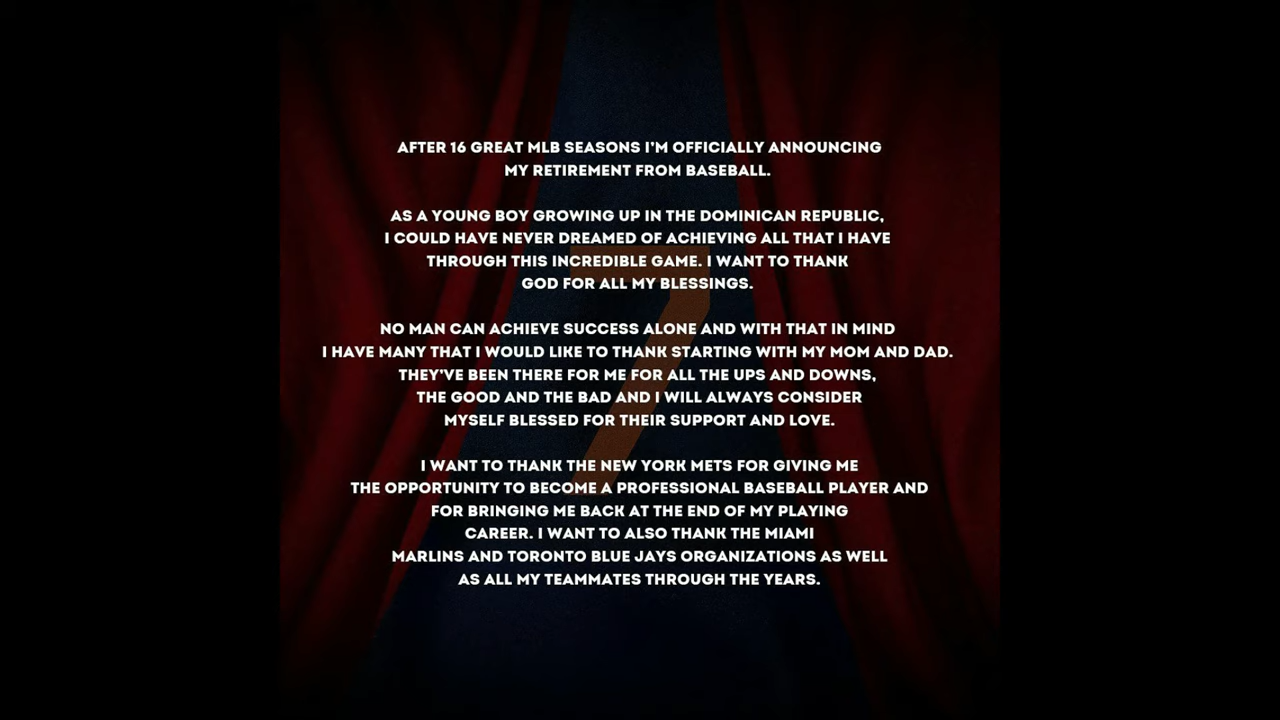 AFTER 16 GREAT MLB SEASONS I'M OFFICIALLY ANNOUNCING
MY RETIREMENT FROM BASEBALL.
AS A YOUNG BOY GROWING UP IN THE DOMINICAN REPUBLIC,
I COULD HAVE NEVER DREAMED OF ACHIEVING ALL THAT I HAVE
THROUGH THIS INCREDIBLE GAME. I WANT TO THANK
GOD FOR ALL MY BLESSINGS.
NO MAN CAN ACHIEVE SUCCESS ALONE AND WITH THAT IN MIND
I HAVE MANY THAT I WOULD LIKE TO THANK STARTING WITH MY MOM AND DAD.
THEY'VE BEEN THERE FOR ME FOR ALL THE UPS AND DOWNS,
THE GOOD AND THE BAD AND I WILL ALWAYS CONSIDER
MYSELF BLESSED FOR THEIR SUPPORT AND LOVE.
I WANT TO THANK THE NEW YORK METS FOR GIVING ME
THE OPPORTUNITY TO BECOME A PROFESSIONAL BASEBALL PLAYER AND
FOR BRINGING ME BACK AT THE END OF MY PLAYING
CAREER. I WANT TO ALSO THANK THE MIAMI
MARLINS AND TORONTO BLUE JAYS ORGANIZATIONS AS WELL
AS ALL MY TEAMMATES THROUGH THE YEARS.
7